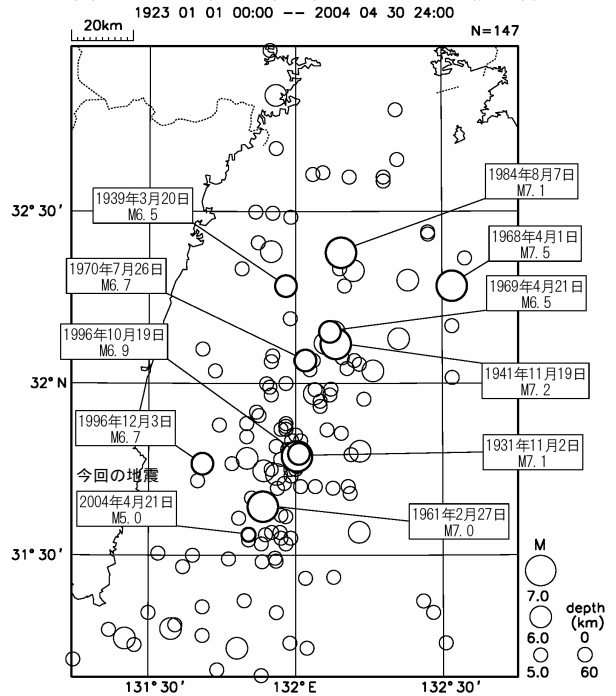 1923 01 01 00:00 -- 2004 04 30 24:00
20km
N=147
1984年8月7日
M7.1
1939年3月20日
M6.5
32°30'
1968年4月1日
M7.5
1970年7月26日
M6.7
1969年4月21日
M6.5
1996年10月19日
M6.9
32°N
1941年11月19日
M7.2
1996年12月3日
M6.7
1931年11月2日
M7.1
今回の地震
2004年4月21日
M5.0
1961年2月27日
M7.0
31°30'
M
7.0
6.0
5.0
depth
(km)
0
60
131°30'
132°E
132°30'